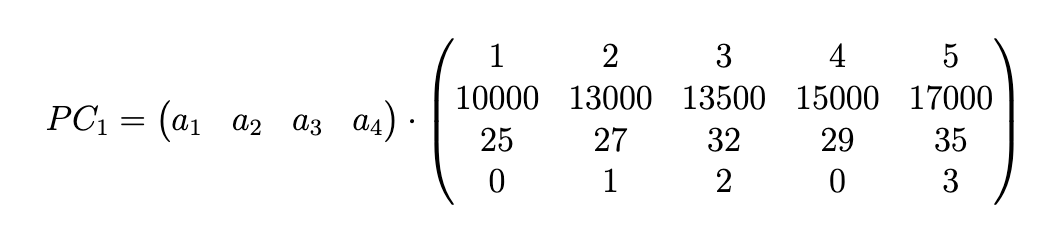 PC₁ = (a₁ a₂ a₃ a₄) ·
1 2 3 4 5
10000 13000 13500 15000 17000
25 27 32 29 35
0 1 2 0 3